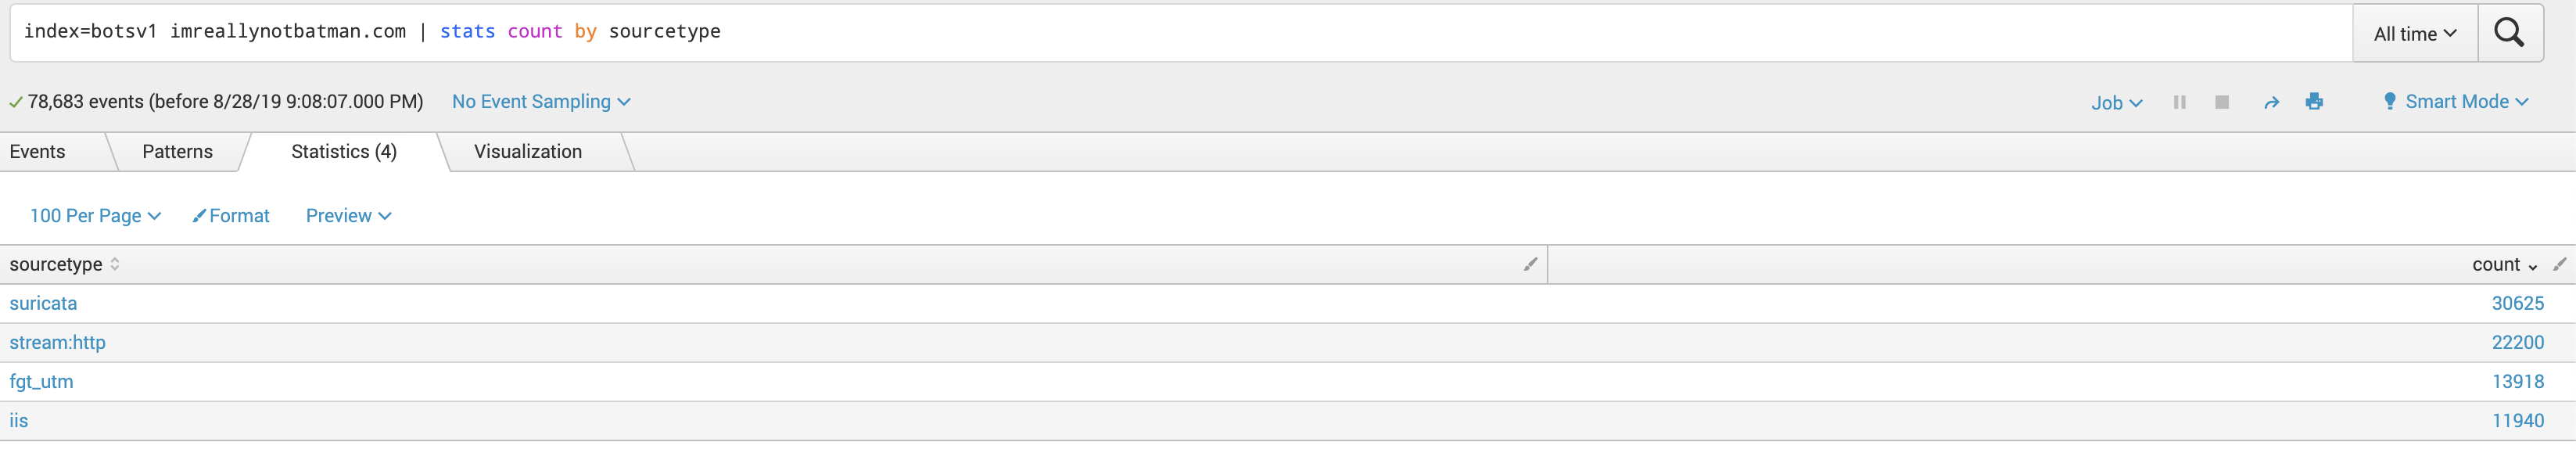 index=botsv1 imreallynotbatman.com | stats count by sourcetype All time
78,683 events (before 8/28/19 9:08:07.000 PM) No Event Sampling Job Smart Mode
Events Patterns Statistics (4) Visualization
100 Per Page Format Preview
sourcetype count
suricata 30625
stream:http 22200
fgt_utm 13918
iis 11940